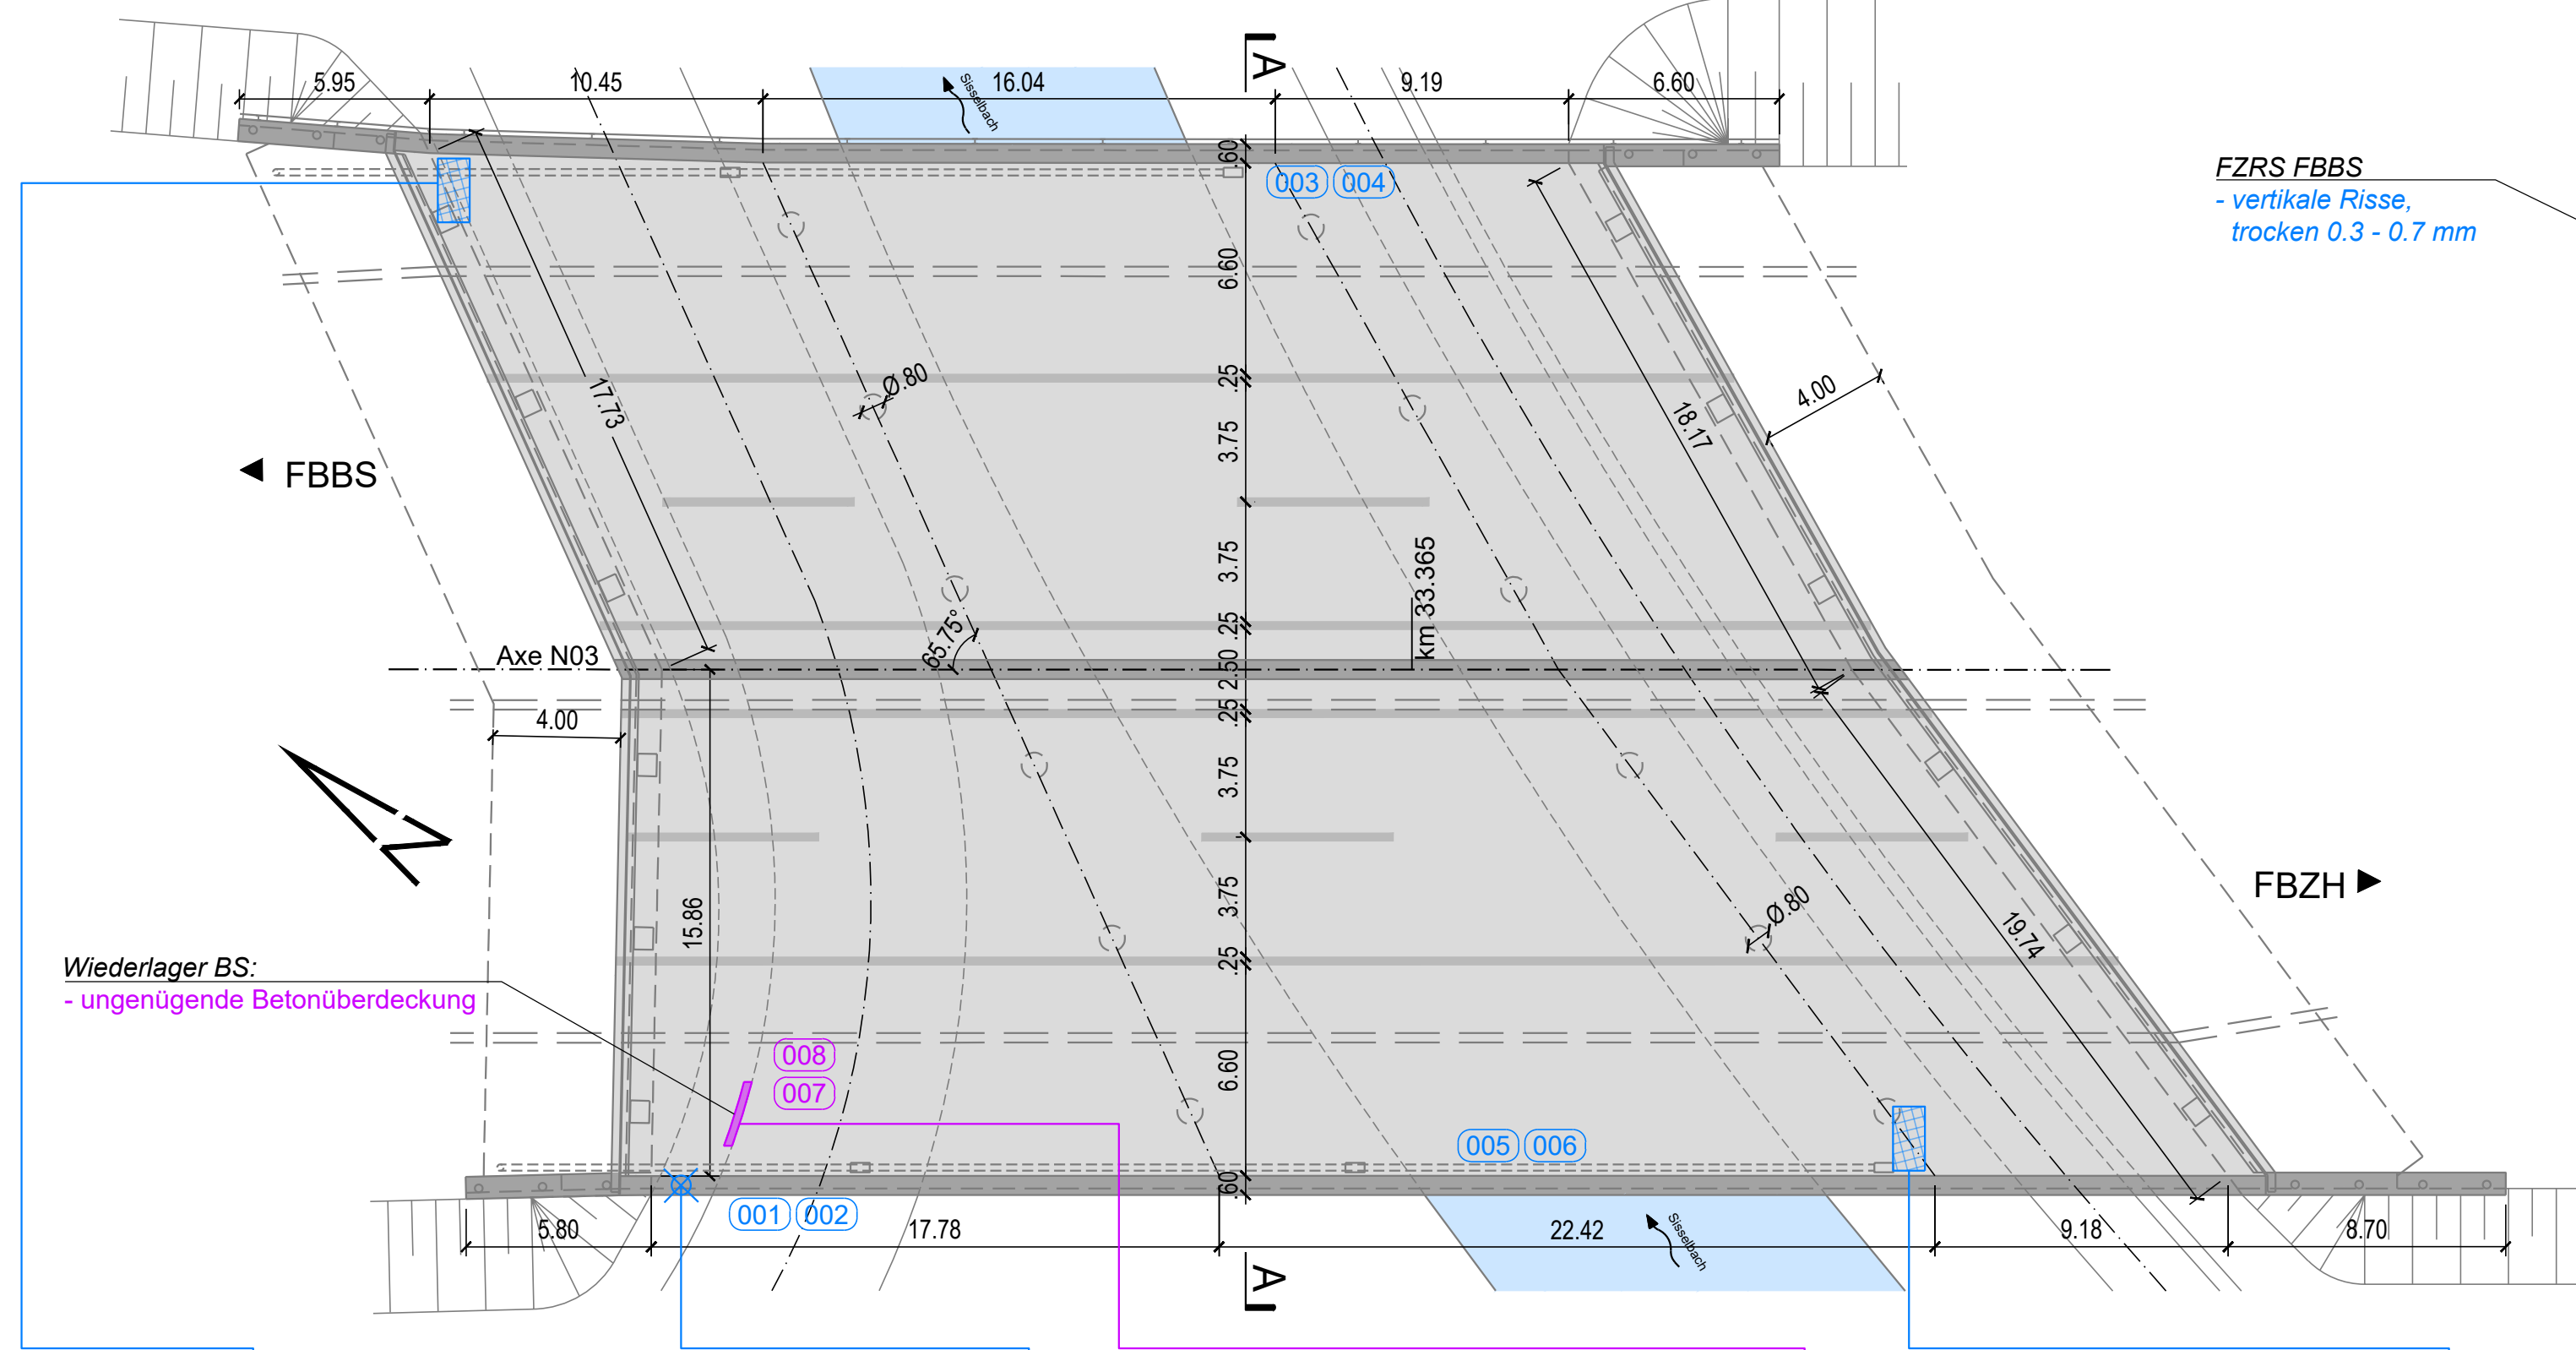 A
5.95
10.45
16.04
9.19
6.60
Sisselbach
.60
003
004
FZRS FBBS
- vertikale Risse,
trocken 0.3 - 0.7 mm
6.60
Ø.80
.25
17.73
4.00
18.17
3.75
FBBS
3.75
km 33.365
.25
65.75°
Axe N03
2.50
.25
4.00
3.75
15.86
3.75
Ø.80
FBZH
19.74
.25
Wiederlager BS:
- ungenügende Betonüberdeckung
008
007
6.60
005
006
.60
001
002
5.80
17.78
22.42
Sisselbach
9.18
8.70
A